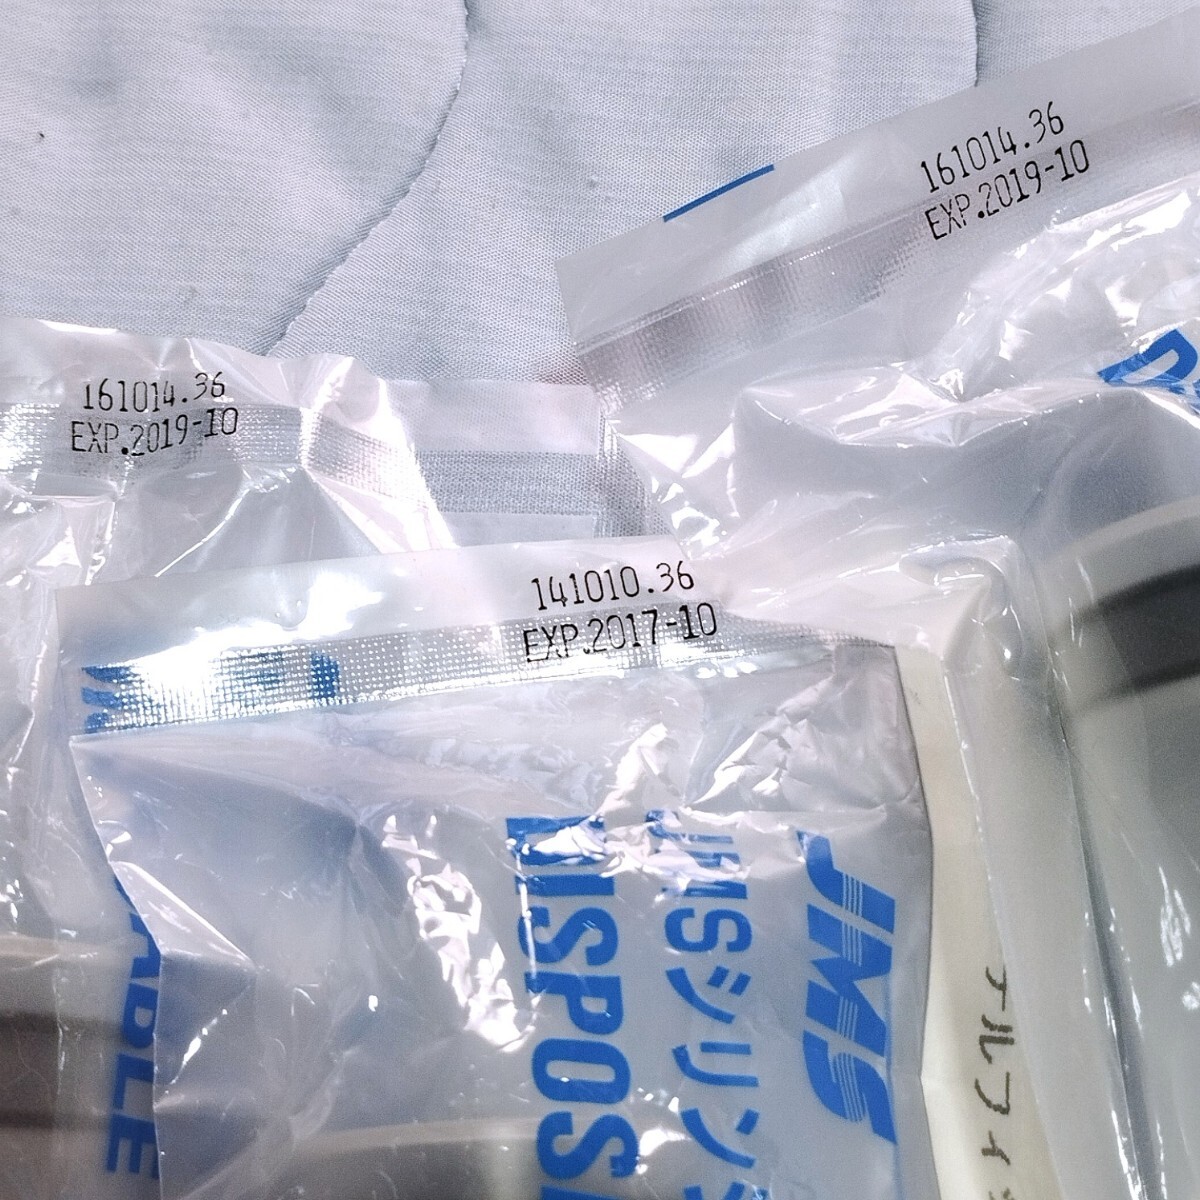 161014.36
EXP.2019-10
161014.36
EXP.2019-10
141010.36
EXP.2017-10
JMS
JMSシリン
DISPOS
ABLE